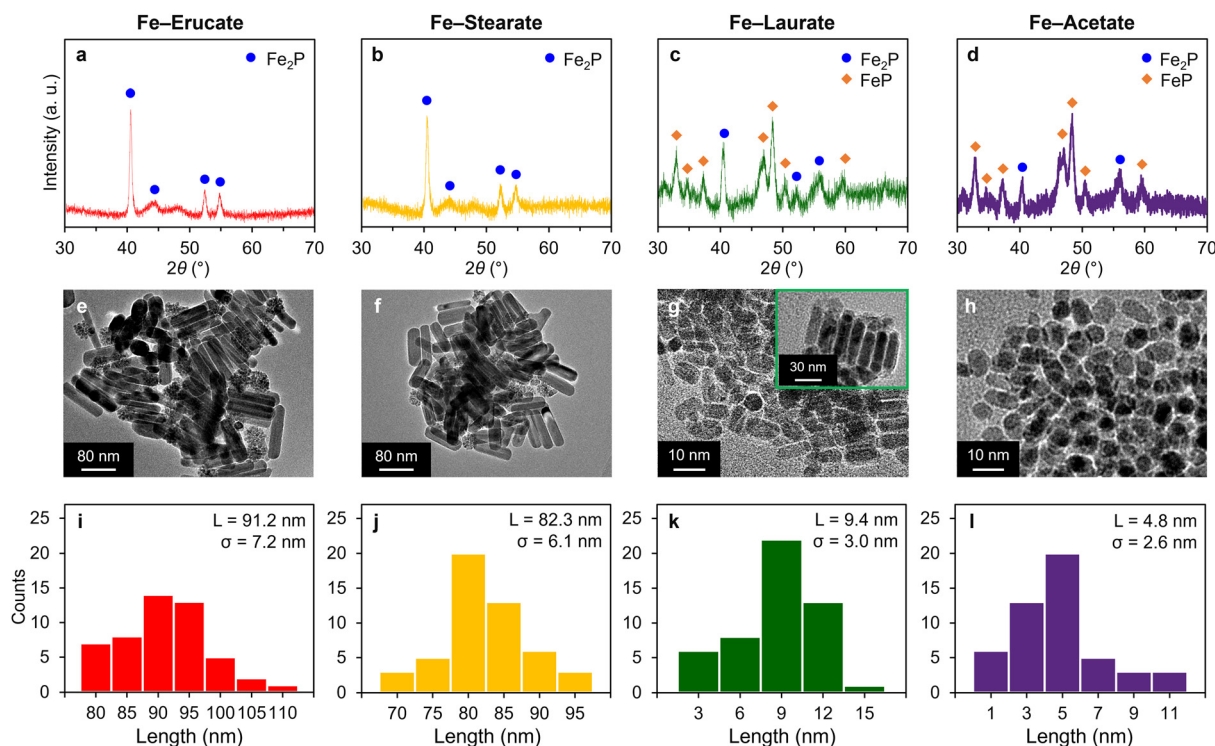 Fe–Erucate
Fe–Stearate
Fe–Laurate
Fe–Acetate
a
Fe₂P
b
Fe₂P
c
Fe₂P
FeP
d
Fe₂P
FeP
Intensity (a. u.)
30 40 50 60 70
30 40 50 60 70
30 40 50 60 70
30 40 50 60 70
2θ (°)
2θ (°)
2θ (°)
2θ (°)
e
80 nm
f
80 nm
g
30 nm
10 nm
h
10 nm
i
L = 91.2 nm
σ = 7.2 nm
j
L = 82.3 nm
σ = 6.1 nm
k
L = 9.4 nm
σ = 3.0 nm
l
L = 4.8 nm
σ = 2.6 nm
Counts
25
20
15
10
5
0
25
20
15
10
5
0
25
20
15
10
5
0
25
20
15
10
5
0
80 85 90 95 100 105 110
70 75 80 85 90 95
3 6 9 12 15
1 3 5 7 9 11
Length (nm)
Length (nm)
Length (nm)
Length (nm)